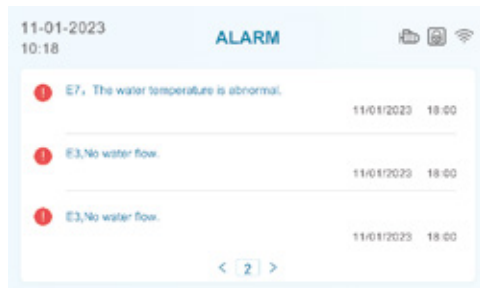 11-01-2023
ALARM
10:18
E7, The water temperature is abnormal.
11/01/2023 18:00
E3,No water flow.
11/01/2023 18:00
E3,No water flow.
11/01/2023 18:00
< 2 >